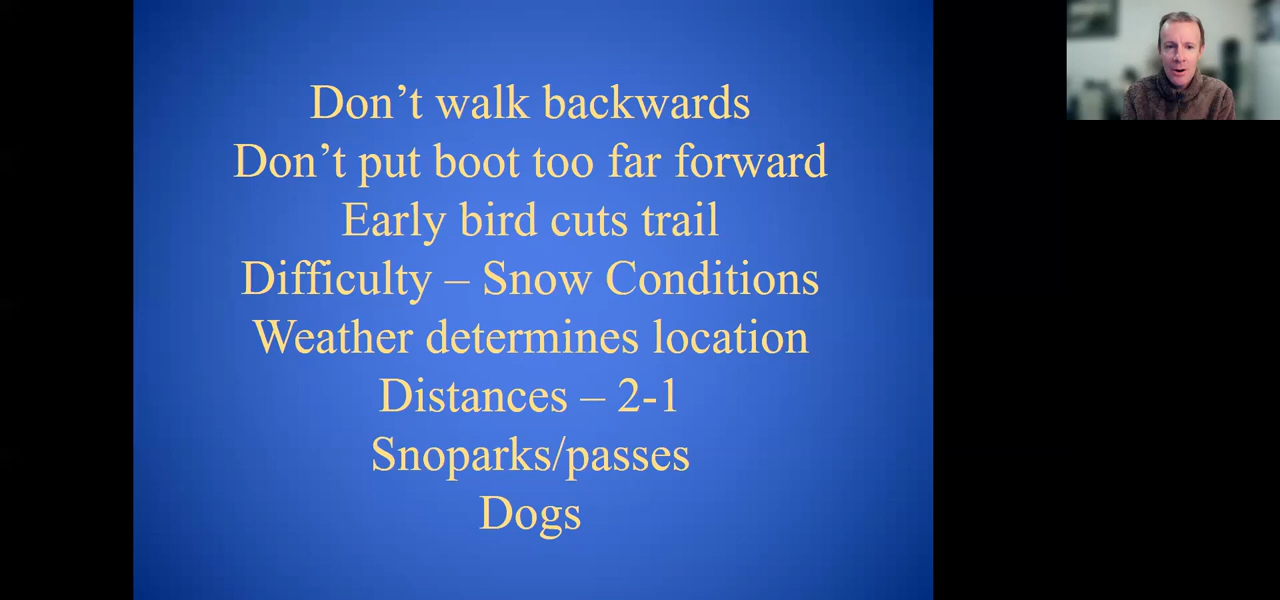 Don’t walk backwards
Don’t put boot too far forward
Early bird cuts trail
Difficulty – Snow Conditions
Weather determines location
Distances – 2-1
Snoparks/passes
Dogs